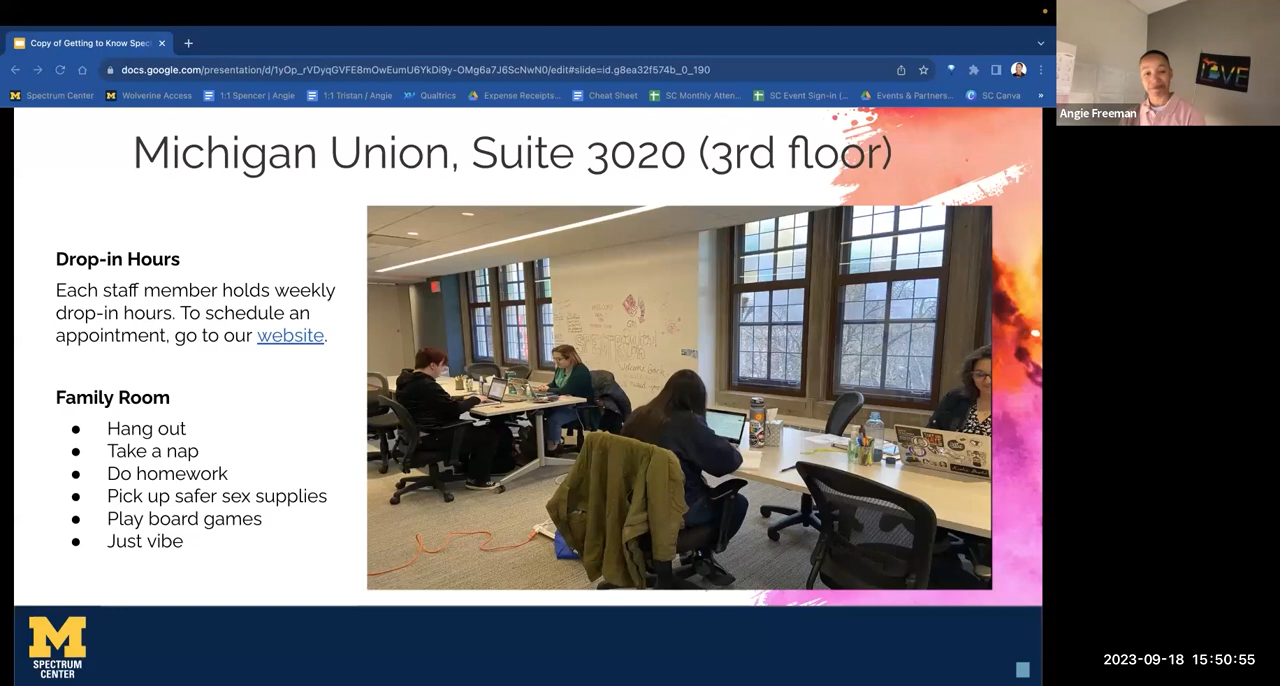 Copy of Getting to Know Spec
docs.google.com/presentation/d/1yOp_rVDyqGVFE8mOwEumU6YkDi9y-OMg6a7J6ScNwN0/edit#slide=id.g8ea32f574b_0_190
Spectrum Center
Wolverine Access
1:1 Spencer | Angie
1:1 Tristan / Angie
Qualtrics
Expense Receipts...
Cheat Sheet
SC Monthly Atten...
SC Event Sign-in (...
Events & Partners...
SC Canva
»
LOVE
Angie Freeman
Michigan Union, Suite 3020 (3rd floor)
Drop-in Hours
Each staff member holds weekly
drop-in hours. To schedule an
appointment, go to our website.
Family Room
● Hang out
● Take a nap
● Do homework
● Pick up safer sex supplies
● Play board games
● Just vibe
M
SPECTRUM
CENTER
2023-09-18 15:50:55